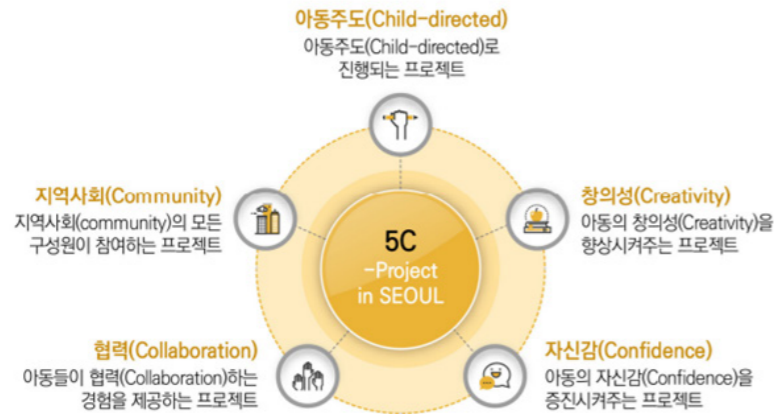 아동주도(Child-directed)
아동주도(Child-directed)로
진행되는 프로젝트
지역사회(Community)
지역사회(community)의 모든
구성원이 참여하는 프로젝트
창의성(Creativity)
아동의 창의성(Creativity)을
향상시켜주는 프로젝트
5C
-Project
in SEOUL
협력(Collaboration)
아동들이 협력(Collaboration)하는
경험을 제공하는 프로젝트
자신감(Confidence)
아동의 자신감(Confidence)을
증진시켜주는 프로젝트